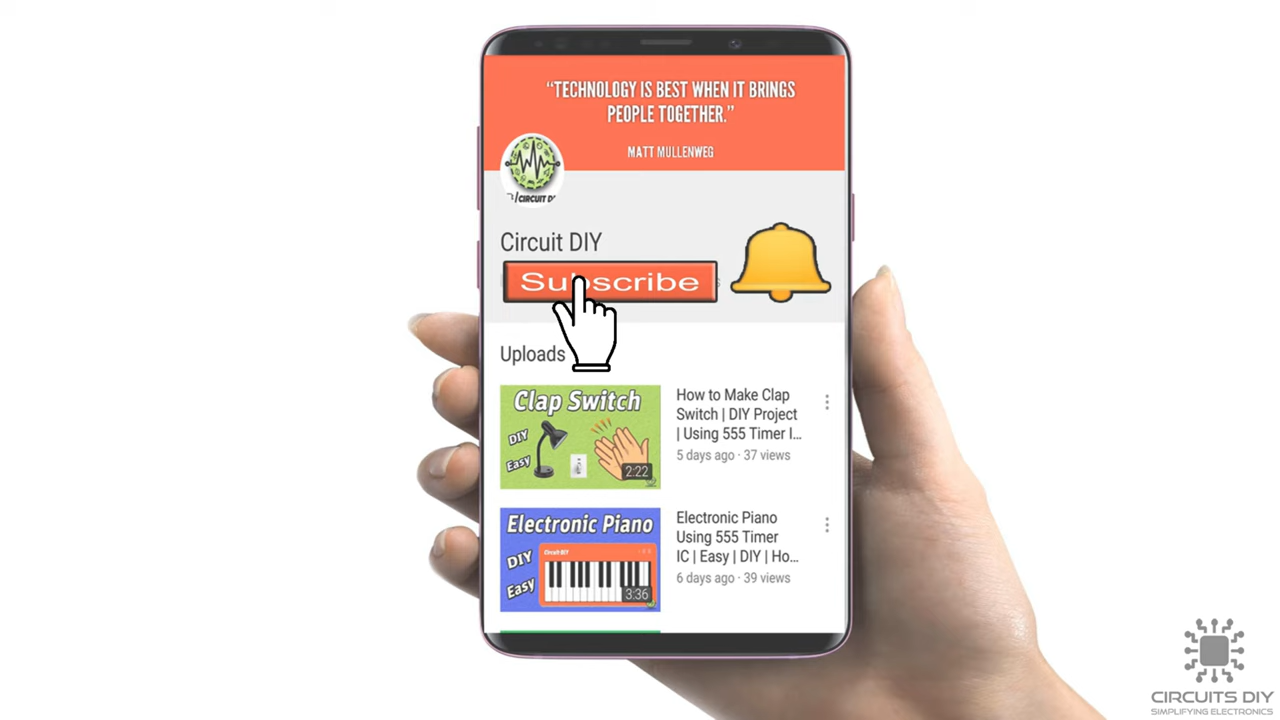 “TECHNOLOGY IS BEST WHEN IT BRINGS
PEOPLE TOGETHER.”
MATT MULLENWEG
CIRCUIT DI
Circuit DIY
Subscribe
Uploads
Clap Switch
DIY
Easy
2:22
How to Make Clap
Switch | DIY Project
| Using 555 Timer I...
5 days ago · 37 views
Electronic Piano
DIY
Easy
Circuit DIY
3:36
Electronic Piano
Using 555 Timer
IC | Easy | DIY | Ho...
6 days ago · 39 views
CIRCUITS DIY
SIMPLIFYING ELECTRONICS